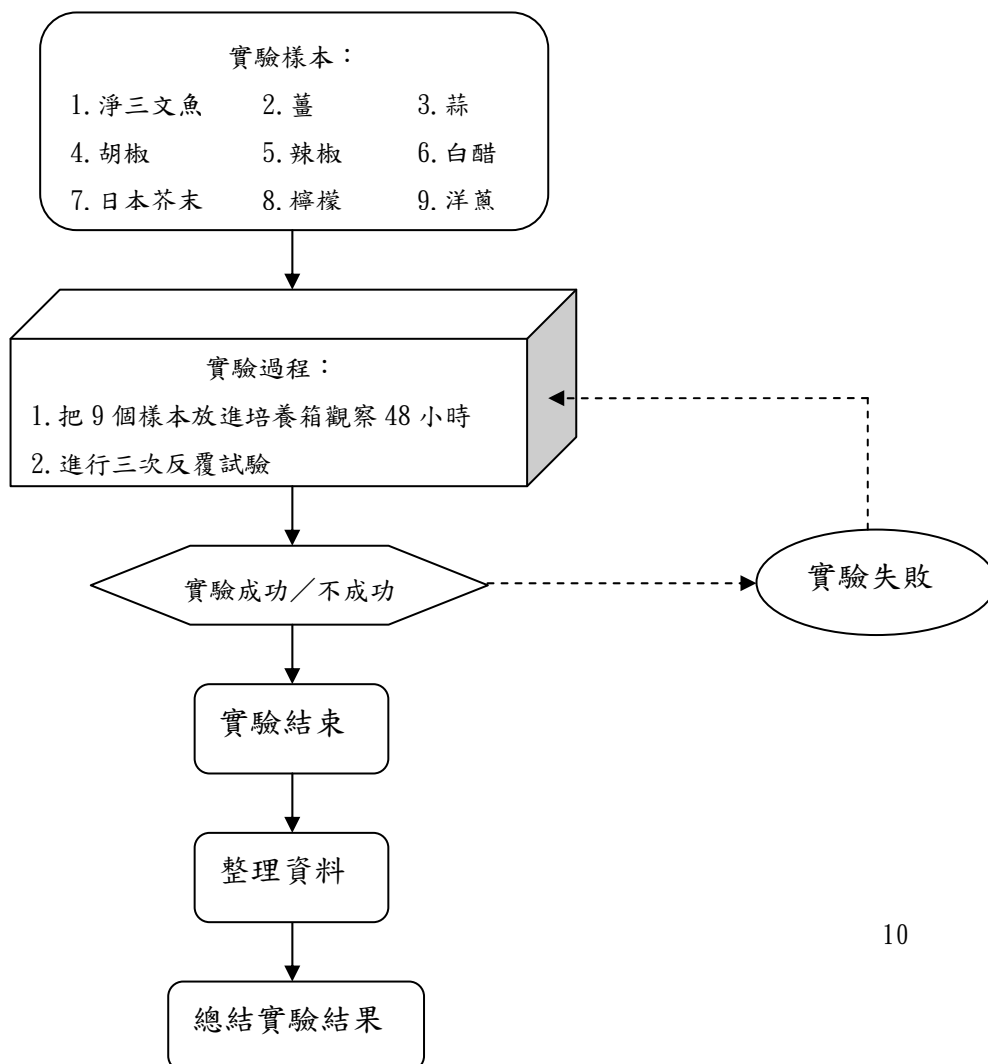 實驗樣本：
1.淨三文魚 2.薑 3.蒜
4.胡椒 5.辣椒 6.白醋
7.日本芥末 8.檸檬 9.洋蔥
實驗過程：
1.把 9 個樣本放進培養箱觀察 48 小時
2.進行三次反覆試驗
實驗成功／不成功
實驗失敗
實驗結束
整理資料
10
總結實驗結果